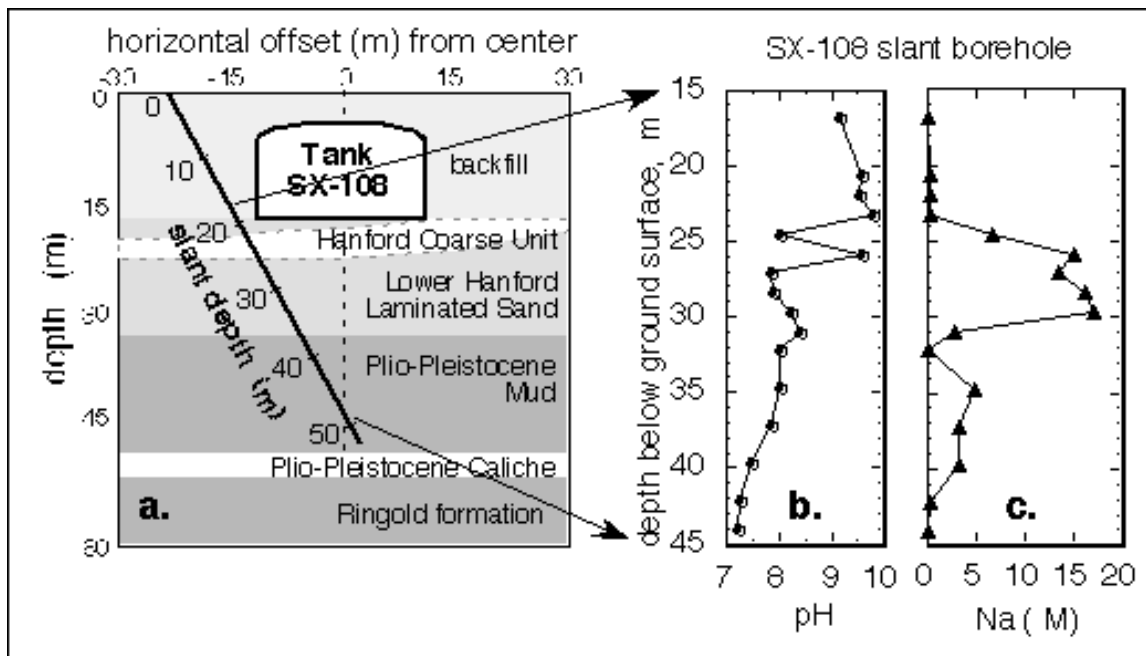 horizontal offset (m) from center
-30 -15 0 15 30
SX-108 slant borehole
depth (m)
0
15
30
45
60
0
10
20
30
40
50
slant depth (m)
Tank
SX-108
backfill
Hanford Coarse Unit
Lower Hanford
Laminated Sand
Plio-Pleistocene
Mud
Plio-Pleistocene Caliche
Ringold formation
a.
depth below ground surface, m
15
20
25
30
35
40
45
b.
7 8 9 10
pH
c.
0 5 10 15 20
Na ( M)